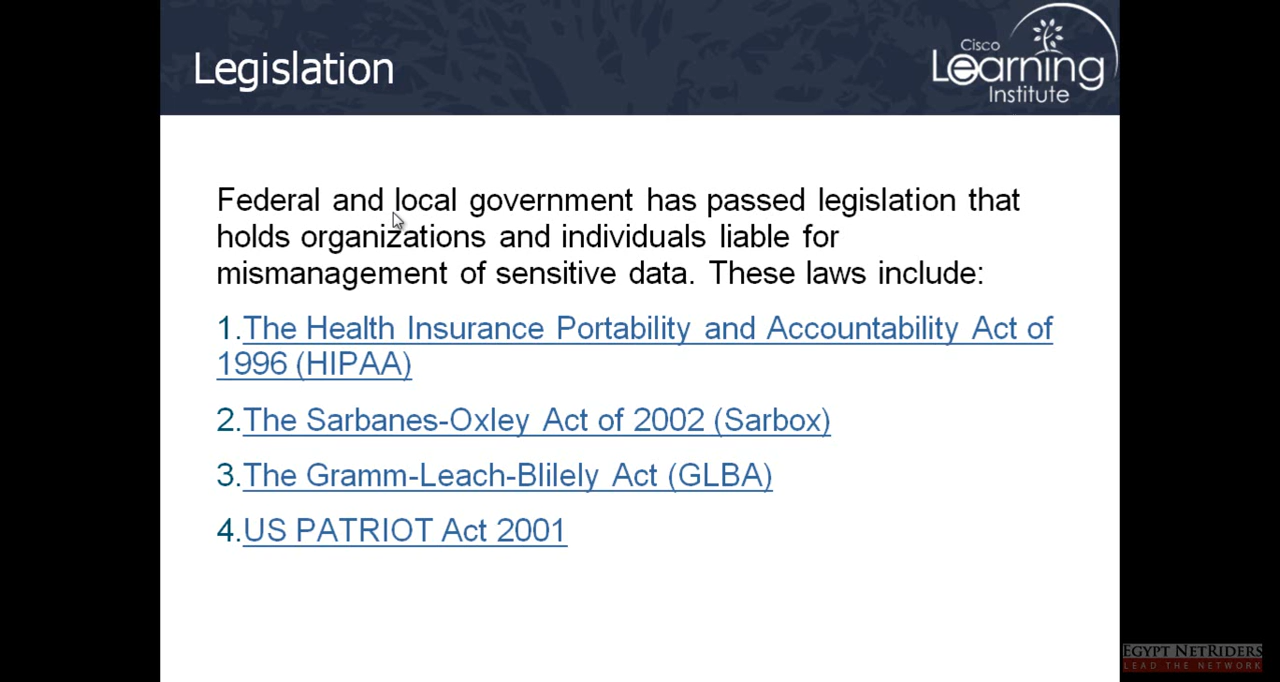 Legislation
Cisco
Learning
Institute
Federal and local government has passed legislation that
holds organizations and individuals liable for
mismanagement of sensitive data. These laws include:
1.The Health Insurance Portability and Accountability Act of
1996 (HIPAA)
2.The Sarbanes-Oxley Act of 2002 (Sarbox)
3.The Gramm-Leach-Blilely Act (GLBA)
4.US PATRIOT Act 2001
EGYPT NETRIDERS
LEAD THE NETWORK